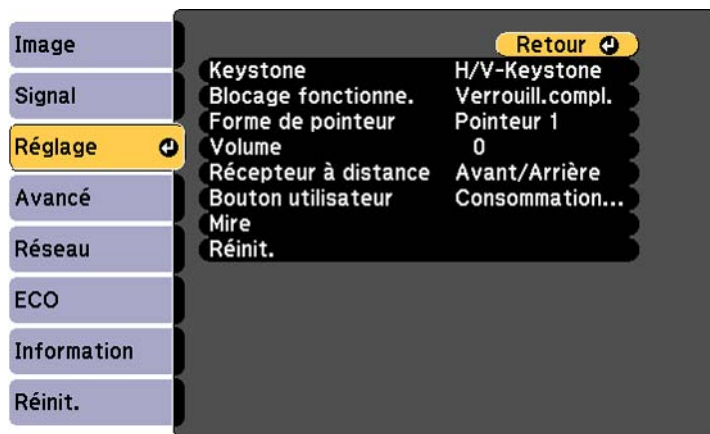 Image
Signal
Réglage
Avancé
Réseau
ECO
Information
Réinit.
Retour
Keystone H/V-Keystone
Blocage fonctionne. Verrouill.compl.
Forme de pointeur Pointeur 1
Volume 0
Récepteur à distance Avant/Arrière
Bouton utilisateur Consommation...
Mire
Réinit.